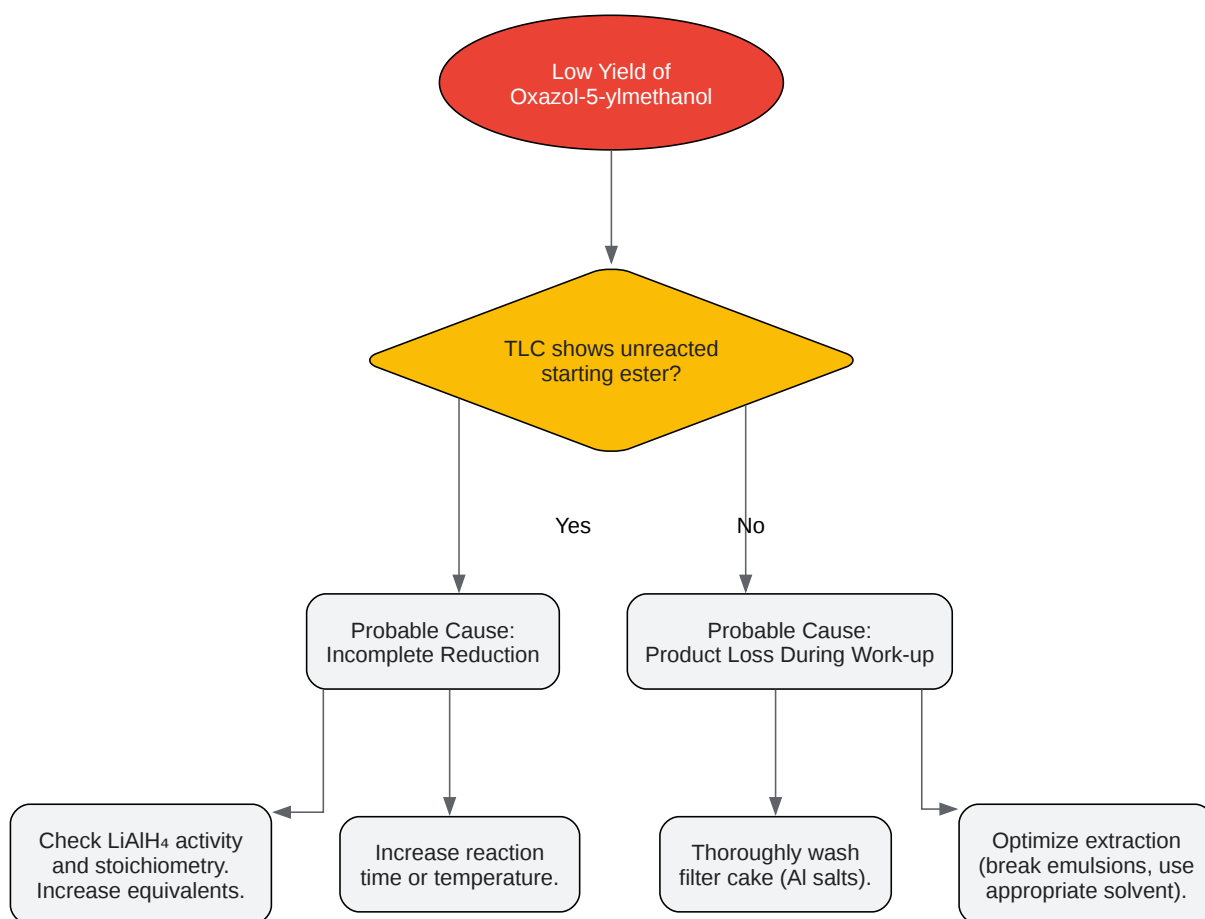 Low Yield of
Oxazol-5-ylmethanol
TLC shows unreacted
starting ester?
Yes
No
Probable Cause:
Incomplete Reduction
Probable Cause:
Product Loss During Work-up
Check LiAlH₄ activity
and stoichiometry.
Increase equivalents.
Increase reaction
time or temperature.
Thoroughly wash
filter cake (Al salts).
Optimize extraction
(break emulsions, use
appropriate solvent).